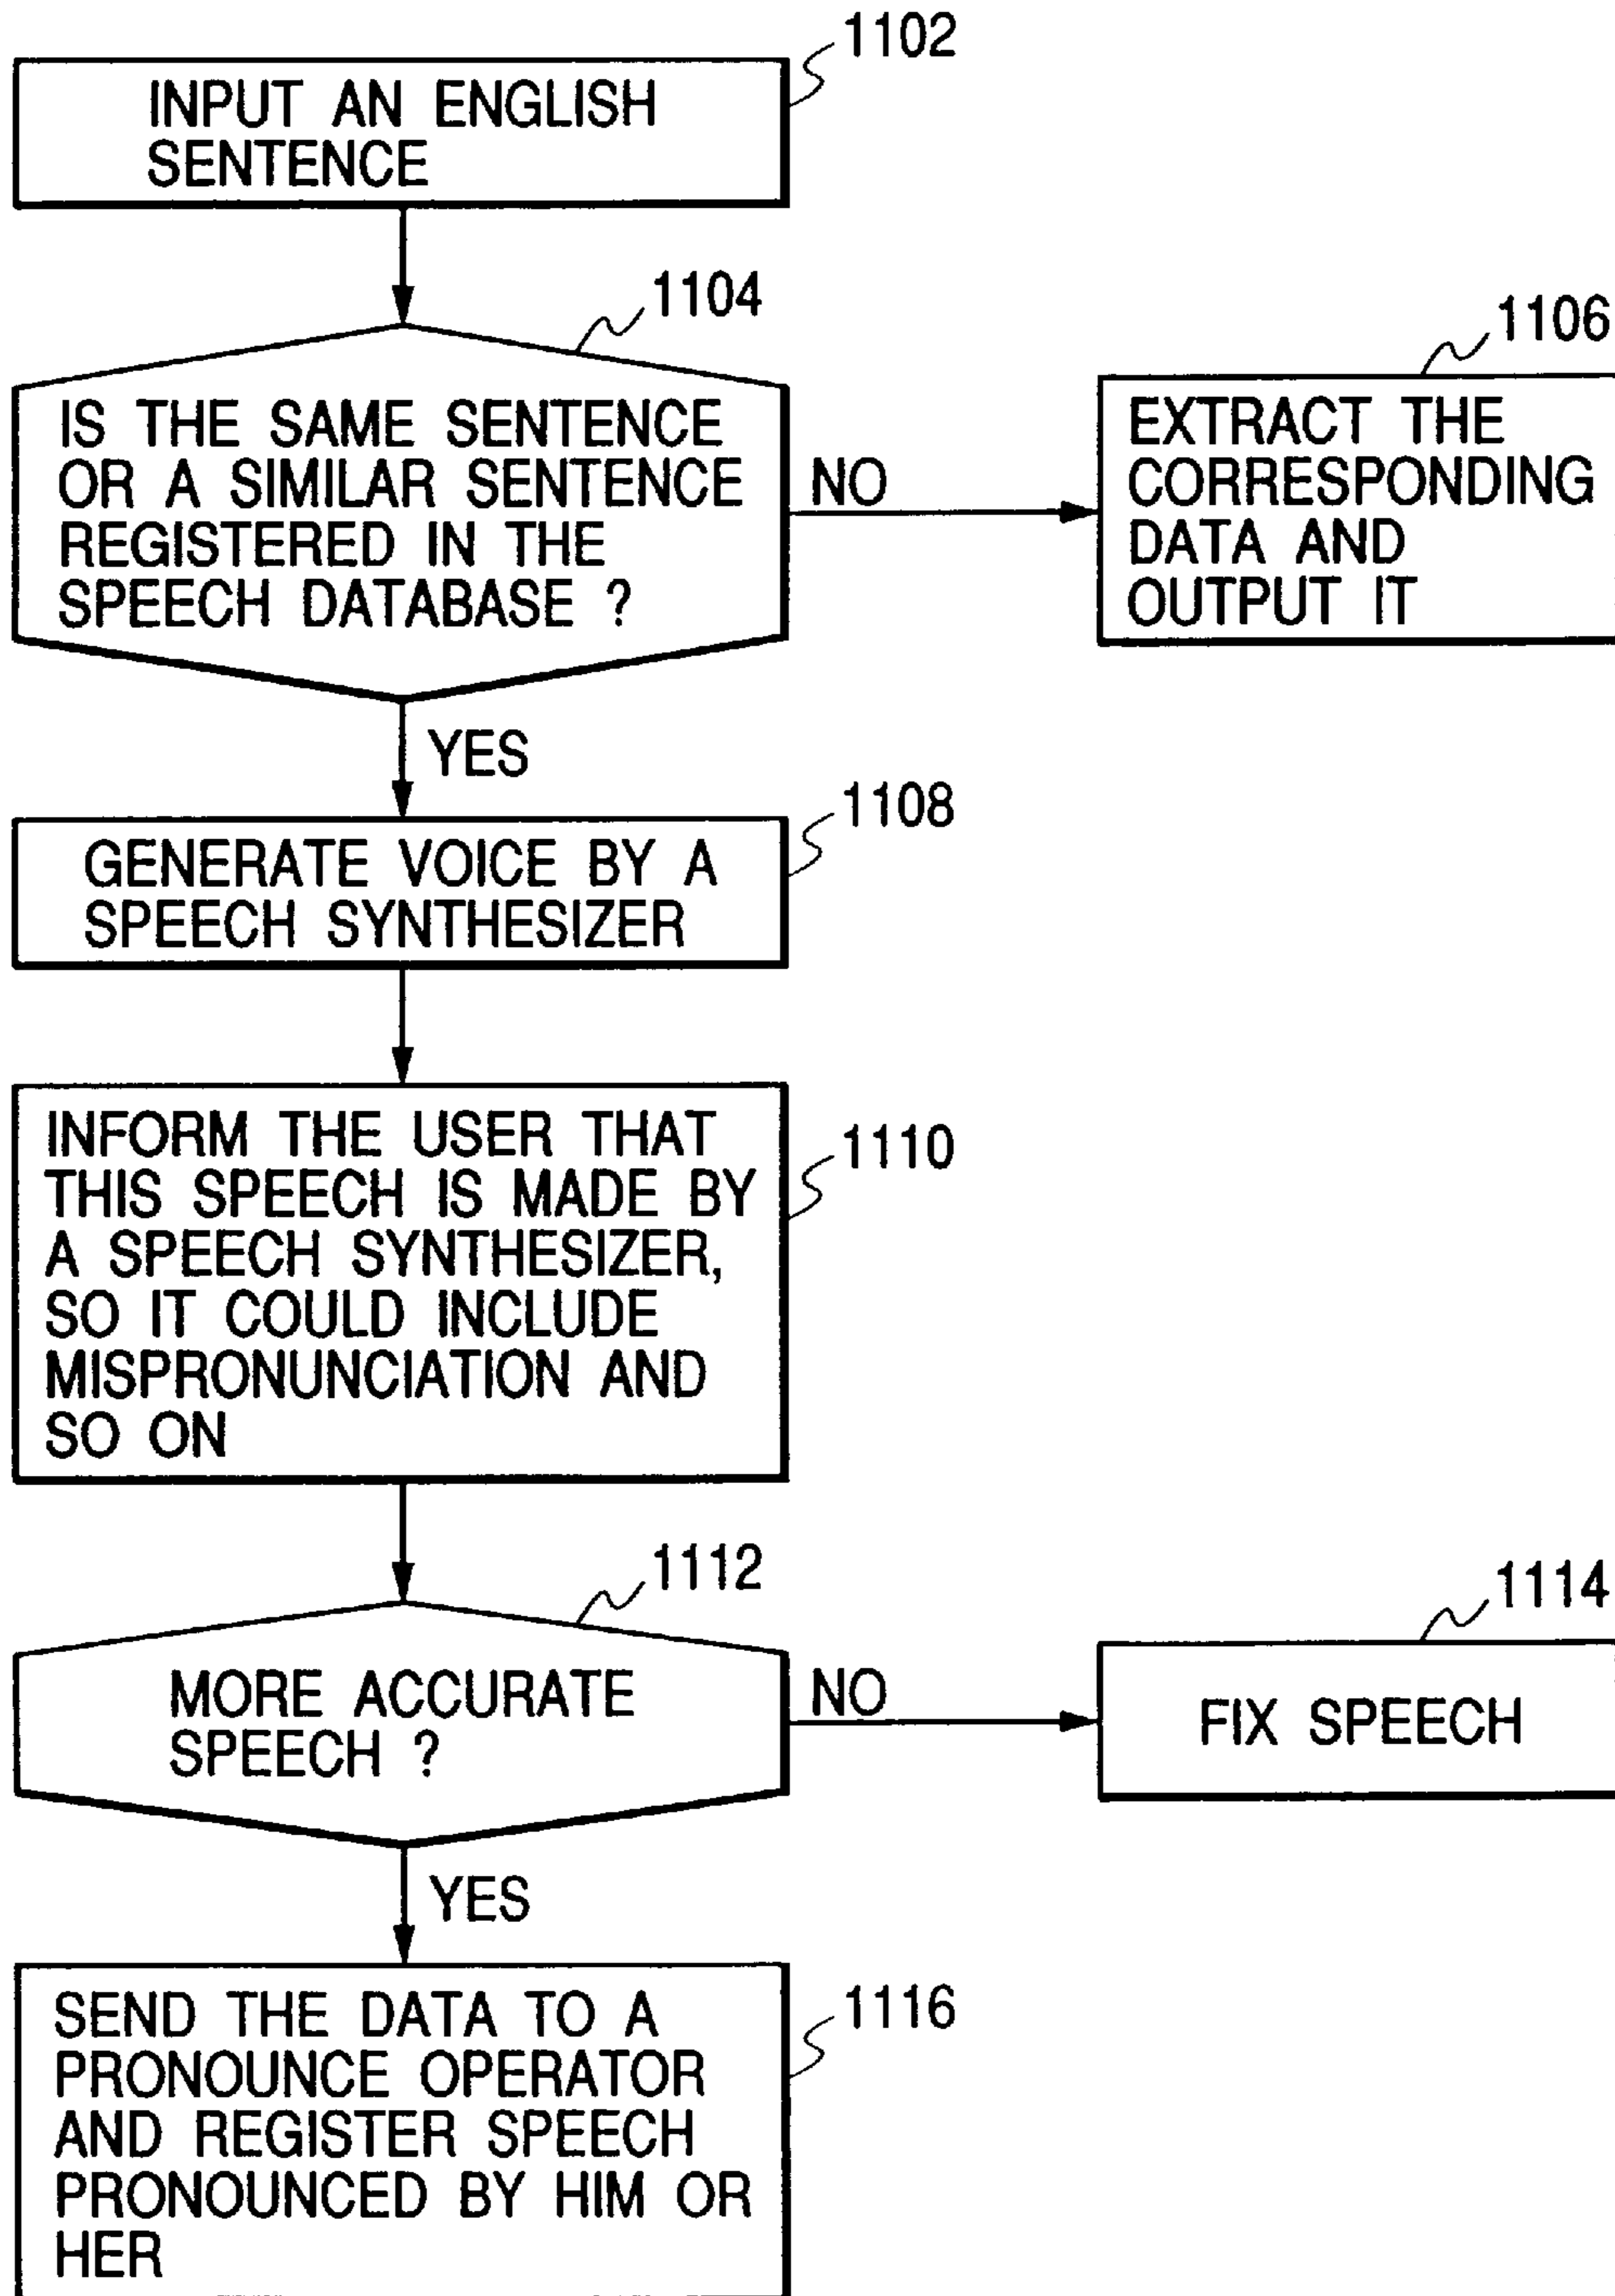 1102
INPUT AN ENGLISH
SENTENCE
1104
IS THE SAME SENTENCE
OR A SIMILAR SENTENCE
REGISTERED IN THE
SPEECH DATABASE ?
NO
1106
EXTRACT THE
CORRESPONDING
DATA AND
OUTPUT IT
YES
1108
GENERATE VOICE BY A
SPEECH SYNTHESIZER
1110
INFORM THE USER THAT
THIS SPEECH IS MADE BY
A SPEECH SYNTHESIZER,
SO IT COULD INCLUDE
MISPRONUNCIATION AND
SO ON
1112
MORE ACCURATE
SPEECH ?
NO
1114
FIX SPEECH
YES
1116
SEND THE DATA TO A
PRONOUNCE OPERATOR
AND REGISTER SPEECH
PRONOUNCED BY HIM OR
HER